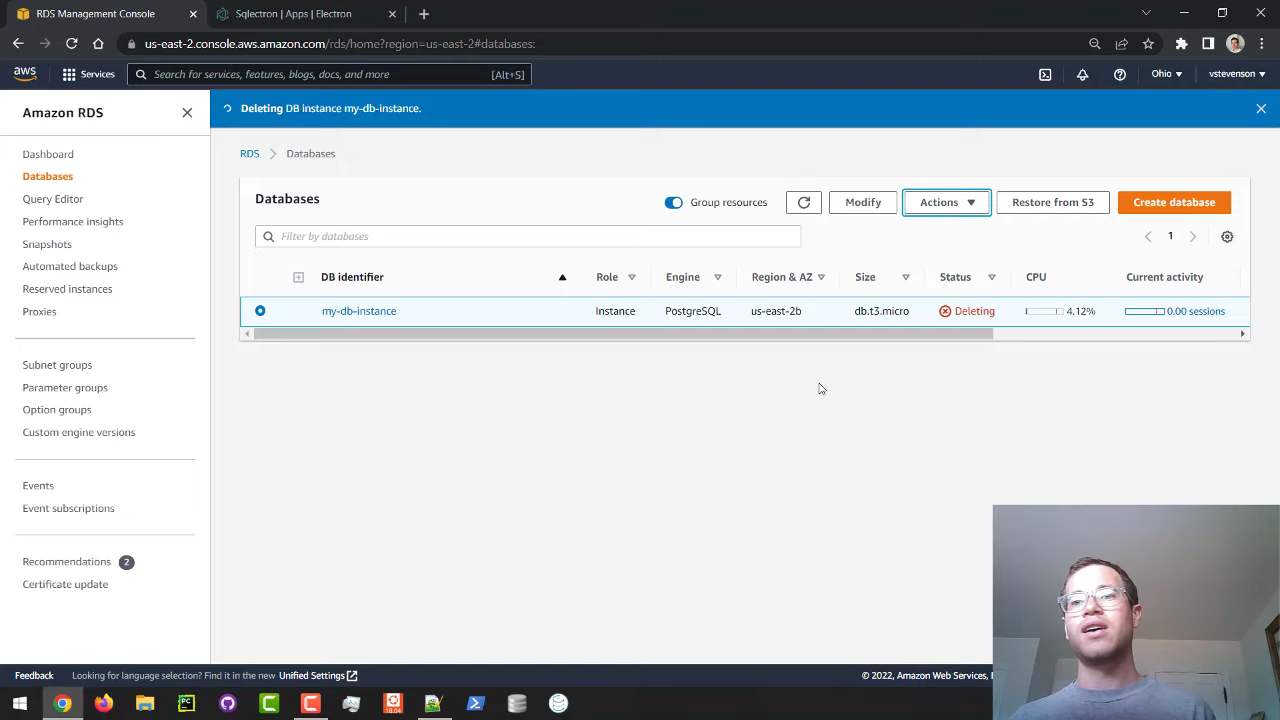 RDS Management Console
Sqlectron | Apps | Electron
us-east-2.console.aws.amazon.com/rds/home?region=us-east-2#databases:
aws
Services
Search for services, features, blogs, docs, and more
[Alt+S]
Ohio
vstevenson
Amazon RDS
Deleting DB instance my-db-instance.
Dashboard
Databases
Query Editor
Performance insights
Snapshots
Automated backups
Reserved instances
Proxies
Subnet groups
Parameter groups
Option groups
Custom engine versions
Events
Event subscriptions
Recommendations 2
Certificate update
RDS
Databases
Databases
Group resources
Modify
Actions
Restore from S3
Create database
Filter by databases
1
DB identifier
Role
Engine
Region & AZ
Size
Status
CPU
Current activity
my-db-instance
Instance
PostgreSQL
us-east-2b
db.t3.micro
Deleting
4.12%
0.00 sessions
Feedback
Looking for language selection? Find it in the new Unified Settings
© 2022, Amazon Web Services,
PC
18.04